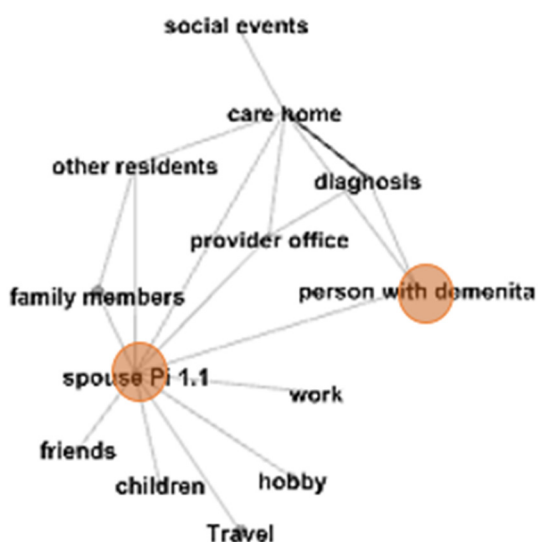 social events
care home
other residents
diagnosis
provider office
family members
person with demenita
spouse Pi 1.1
work
friends
children
hobby
Travel